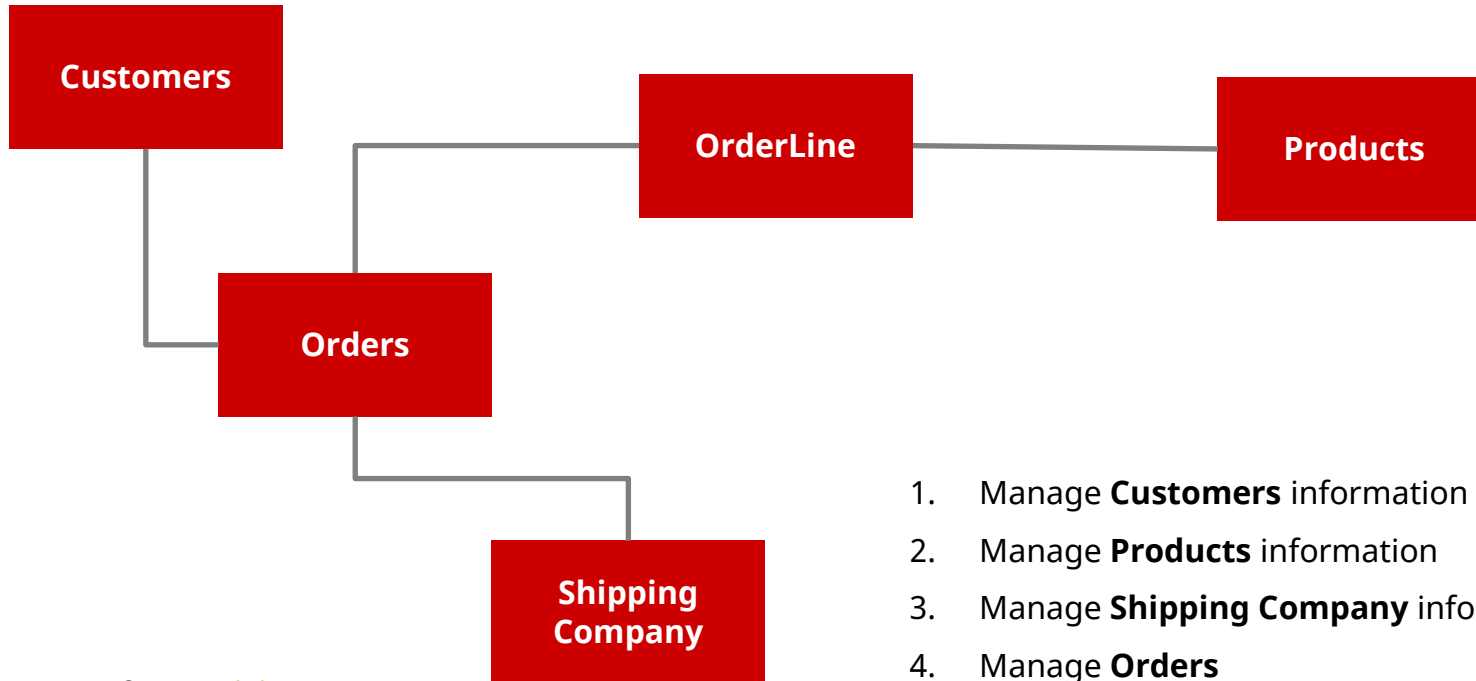 Customers
OrderLine
Products
Orders
Shipping
Company
1. Manage Customers information
2. Manage Products information
3. Manage Shipping Company info
4. Manage Orders